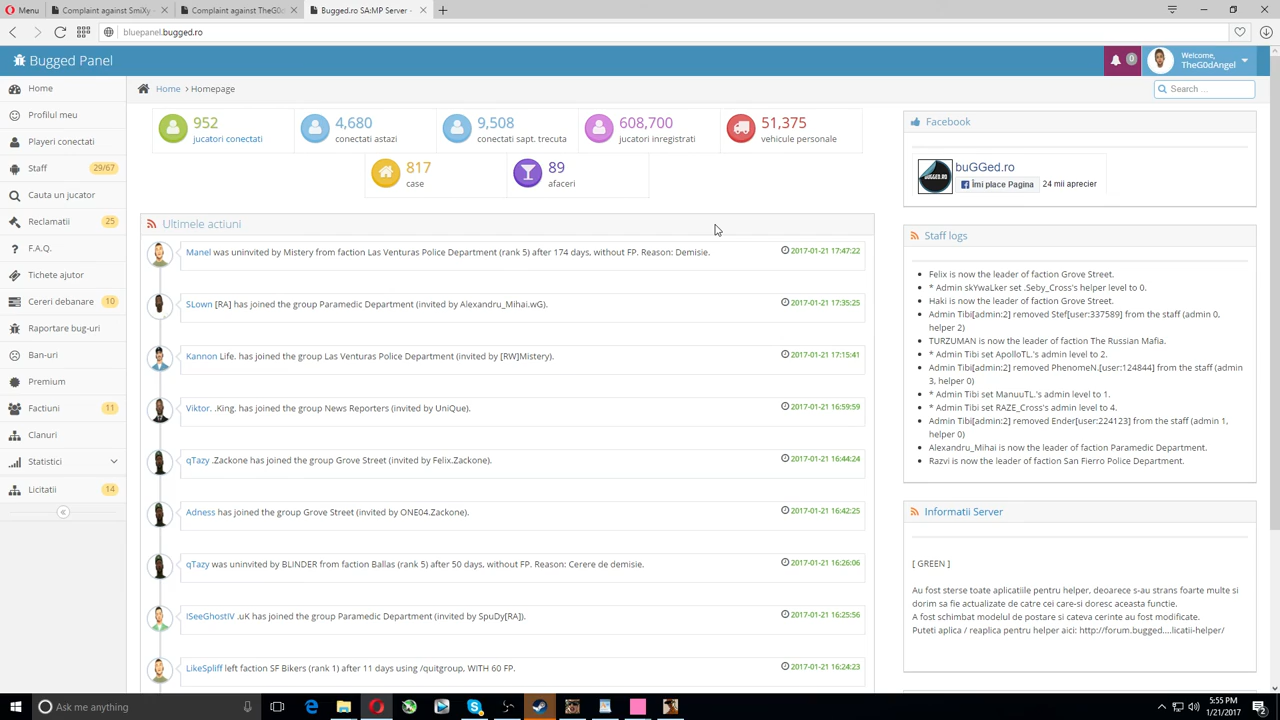 Menu
Complaint against SmiXy -
Complaint against TheG0d
Bugged.ro SA:MP Server -
bluepanel.bugged.ro
Bugged Panel
0
Welcome,
TheG0dAngel
Home
Profilul meu
Playeri conectati
Staff 29/67
Cauta un jucator
Reclamatii 25
F.A.Q.
Tichete ajutor
Cereri debanare 10
Raportare bug-uri
Ban-uri
Premium
Factiuni 11
Clanuri
Statistici
Licitatii 14
Home › Homepage
Search ...
952
jucatori conectati
4,680
conectati astazi
9,508
conectati sapt. trecuta
608,700
jucatori inregistrati
51,375
vehicule personale
817
case
89
afaceri
Ultimele actiuni
Manel was uninvited by Mistery from faction Las Venturas Police Department (rank 5) after 174 days, without FP. Reason: Demisie. 2017-01-21 17:47:22
SLown [RA] has joined the group Paramedic Department (invited by Alexandru_Mihai.wG). 2017-01-21 17:35:25
Kannon Life. has joined the group Las Venturas Police Department (invited by [RW]Mistery). 2017-01-21 17:15:41
Viktor. .King. has joined the group News Reporters (invited by UniQue). 2017-01-21 16:59:59
qTazy .Zackone has joined the group Grove Street (invited by Felix.Zackone). 2017-01-21 16:44:24
Adness has joined the group Grove Street (invited by ONE04.Zackone). 2017-01-21 16:42:25
qTazy was uninvited by BLINDER from faction Ballas (rank 5) after 50 days, without FP. Reason: Cerere de demisie. 2017-01-21 16:26:06
ISeeGhostIV .uK has joined the group Paramedic Department (invited by SpuDy[RA]). 2017-01-21 16:25:56
LikeSpliff left faction SF Bikers (rank 1) after 11 days using /quitgroup, WITH 60 FP. 2017-01-21 16:24:23
Facebook
BUGGED.RO
buGGed.ro
Îmi place Pagina 24 mii aprecier
Staff logs
Felix is now the leader of faction Grove Street.
* Admin skYwaLker set .Seby_Cross's helper level to 0.
Haki is now the leader of faction Grove Street.
Admin Tibi[admin:2] removed Stef[user:337589] from the staff (admin 0,
helper 2)
TURZUMAN is now the leader of faction The Russian Mafia.
* Admin Tibi set ApolloTL.'s admin level to 2.
Admin Tibi[admin:2] removed PhenomeN.[user:124844] from the staff (admin
3, helper 0)
* Admin Tibi set ManuuTL.'s admin level to 1.
* Admin Tibi set RAZE_Cross's admin level to 4.
Admin Tibi[admin:2] removed Ender[user:224123] from the staff (admin 1,
helper 0)
Alexandru_Mihai is now the leader of faction Paramedic Department.
Razvi is now the leader of faction San Fierro Police Department.
Informatii Server
[ GREEN ]
Au fost sterse toate aplicatiile pentru helper, deoarece s-au strans foarte multe si
dorim sa fie actualizate de catre cei care-si doresc aceasta functie.
A fost schimbat modelul de postare si cateva cerinte au fost modificate.
Puteti aplica / reaplica pentru helper aici: http://forum.bugged....licatii-helper/
Ask me anything
5:55 PM
1/21/2017
2